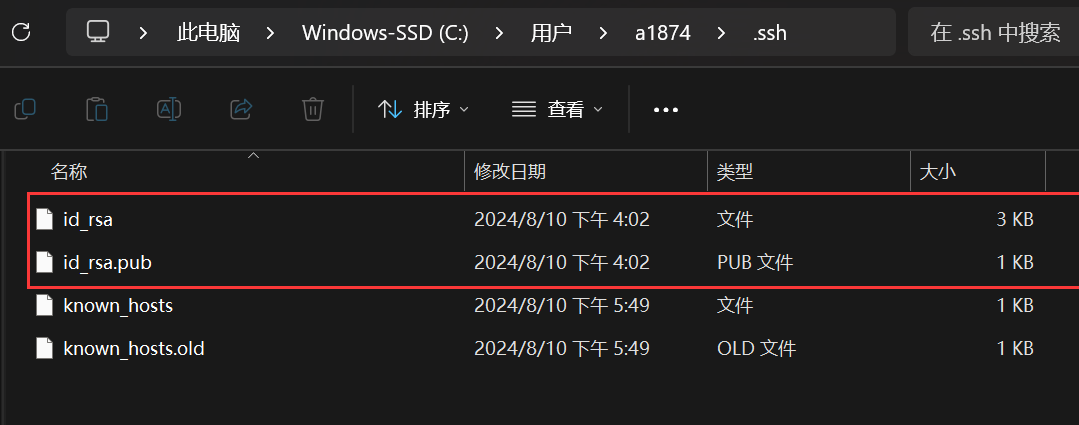 此电脑 Windows-SSD (C:) 用户 a1874 .ssh 在 .ssh 中搜索
排序 查看
名称 修改日期 类型 大小
id_rsa 2024/8/10 下午 4:02 文件 3 KB
id_rsa.pub 2024/8/10 下午 4:02 PUB 文件 1 KB
known_hosts 2024/8/10 下午 5:49 文件 1 KB
known_hosts.old 2024/8/10 下午 5:49 OLD 文件 1 KB